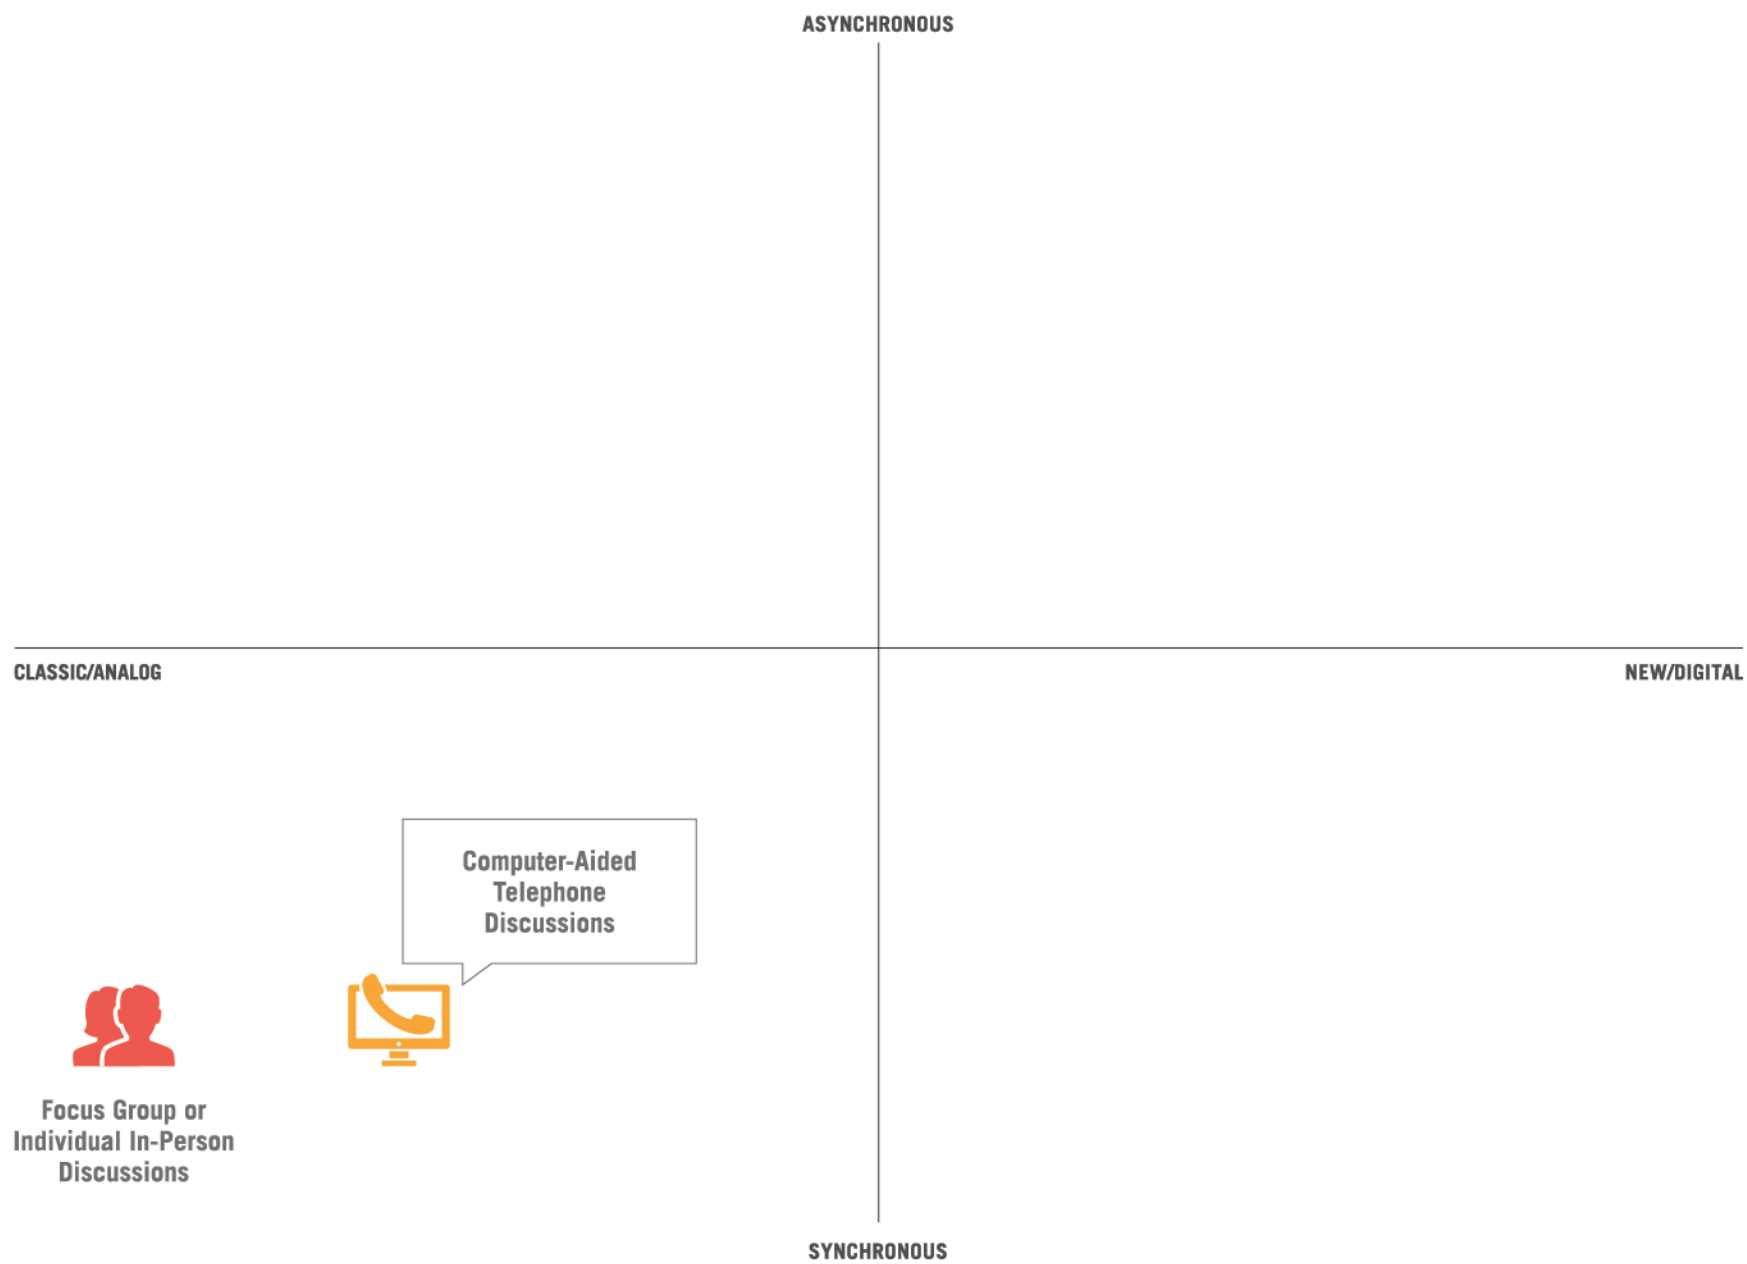 ASYNCHRONOUS
CLASSIC/ANALOG
NEW/DIGITAL
Computer-Aided
Telephone
Discussions
Focus Group or
Individual In-Person
Discussions
SYNCHRONOUS